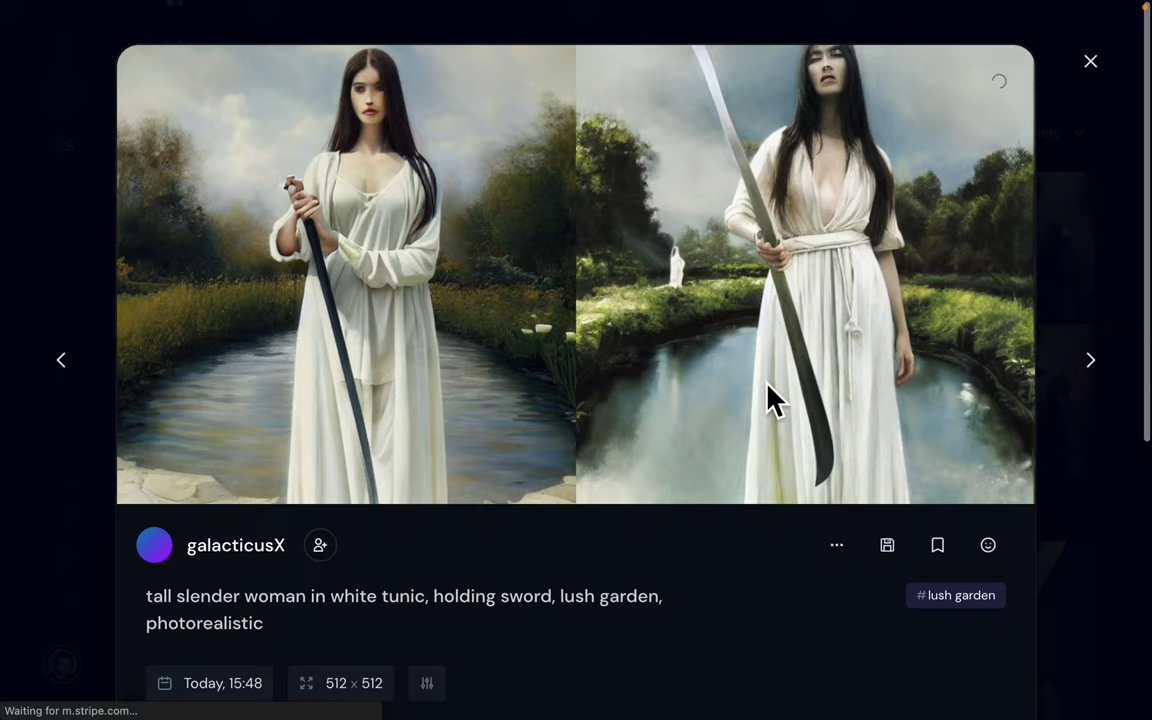 galacticusX
tall slender woman in white tunic, holding sword, lush garden,
photorealistic
#lush garden
Today, 15:48
512 x 512
Waiting for m.stripe.com...